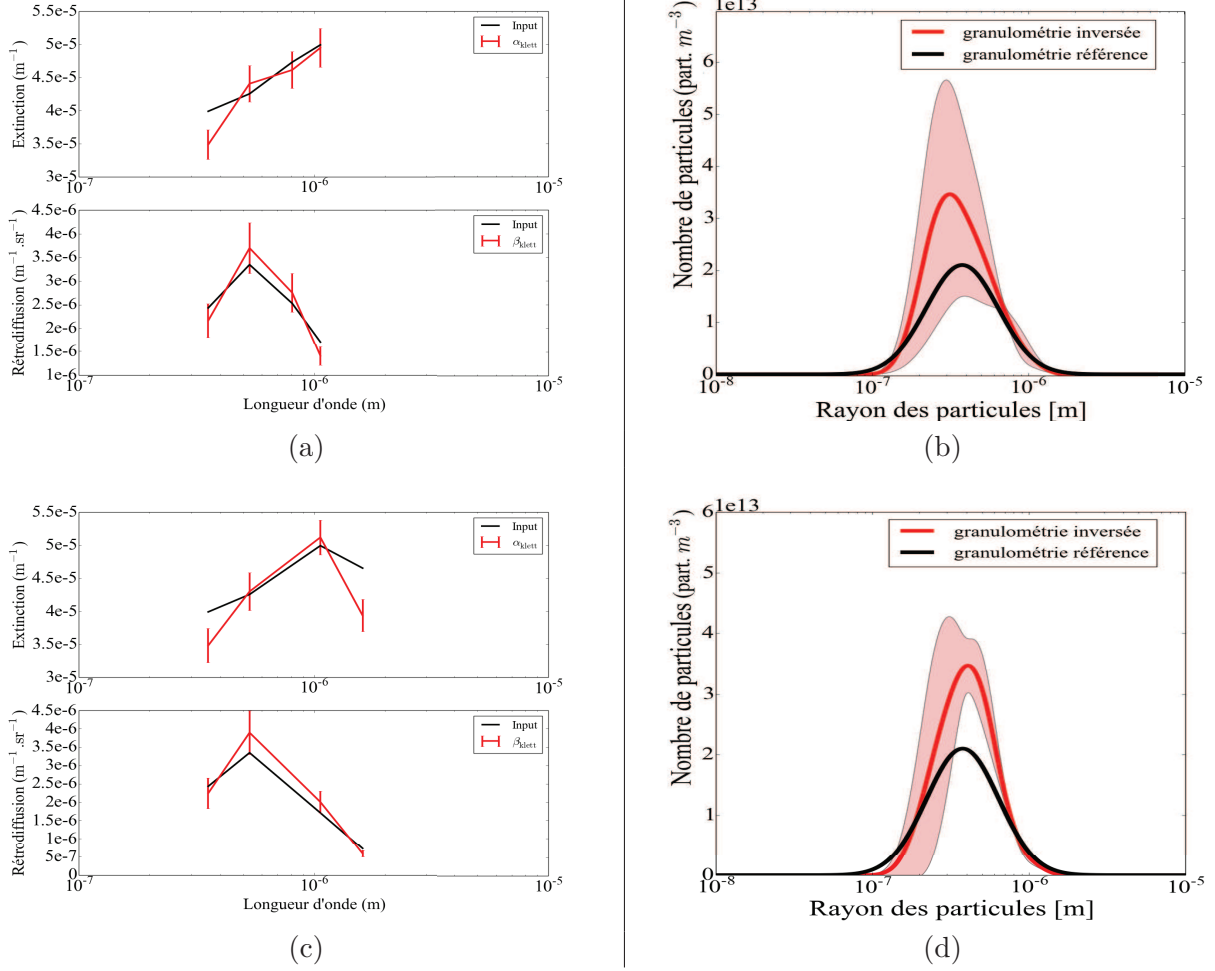 5.5e-5
5e-5
4.5e-5
4e-5
3.5e-5
3e-5
Extinction (m⁻¹)
Input
α_klett
10⁻⁷
10⁻⁶
10⁻⁵
4.5e-6
4e-6
3.5e-6
3e-6
2.5e-6
2e-6
1.5e-6
1e-6
Rétrodiffusion (m⁻¹.sr⁻¹)
Input
β_klett
10⁻⁷
10⁻⁶
10⁻⁵
Longueur d'onde (m)
(a)
1e13
6
5
4
3
2
1
0
Nombre de particules (part. m⁻³)
granulométrie inversée
granulométrie référence
10⁻⁸
10⁻⁷
10⁻⁶
10⁻⁵
Rayon des particules [m]
(b)
5.5e-5
5e-5
4.5e-5
4e-5
3.5e-5
3e-5
Extinction (m⁻¹)
Input
α_klett
10⁻⁷
10⁻⁶
10⁻⁵
4.5e-6
4e-6
3.5e-6
3e-6
2.5e-6
2e-6
1.5e-6
1e-6
5e-7
0
Rétrodiffusion (m⁻¹.sr⁻¹)
Input
β_klett
10⁻⁷
10⁻⁶
10⁻⁵
Longueur d'onde (m)
(c)
1e13
6
5
4
3
2
1
0
Nombre de particules (part. m⁻³)
granulométrie inversée
granulométrie référence
10⁻⁸
10⁻⁷
10⁻⁶
10⁻⁵
Rayon des particules [m]
(d)